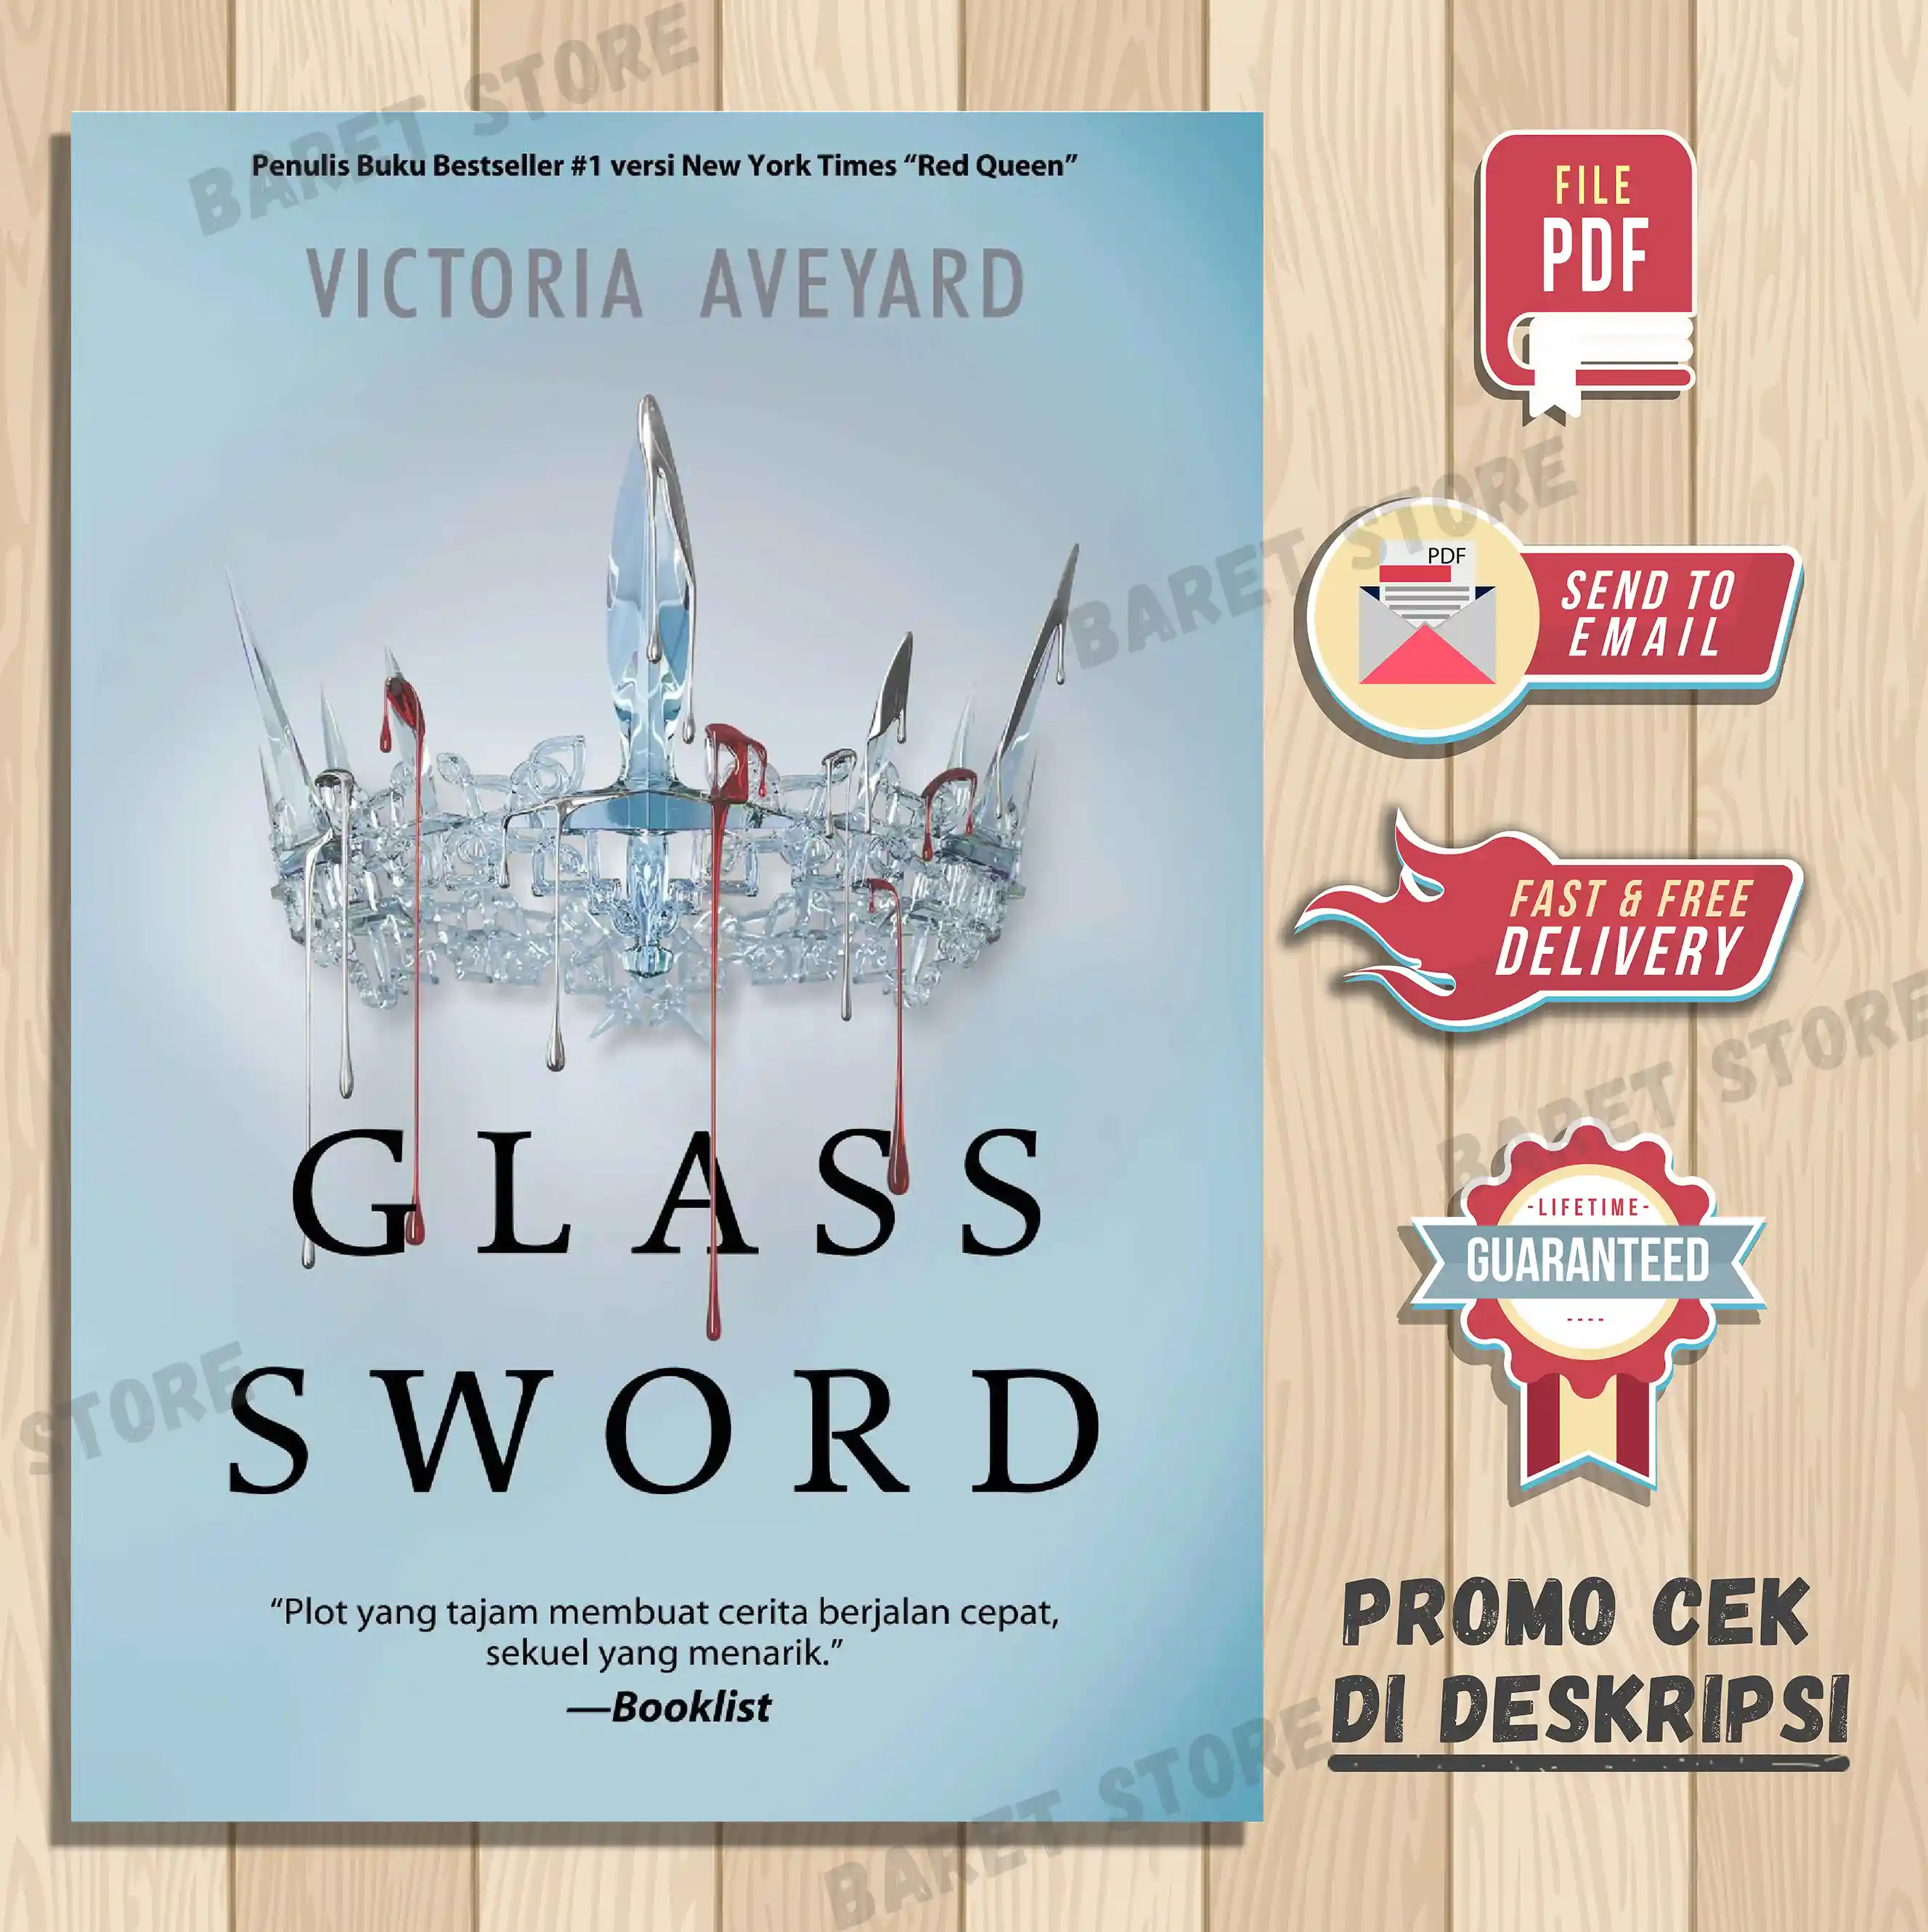 Penulis Buku Bestseller #1 versi New York Times “Red Queen”
VICTORIA AVEYARD
GLASS
SWORD
“Plot yang tajam membuat cerita berjalan cepat,
sekuel yang menarik.”
—Booklist
FILE
PDF
PDF
SEND TO
EMAIL
FAST & FREE
DELIVERY
-LIFETIME-
GUARANTEED
PROMO CEK
DI DESKRIPSI
BARET STORE
BARET STORE
BARET STORE
STORE
BARET STORE